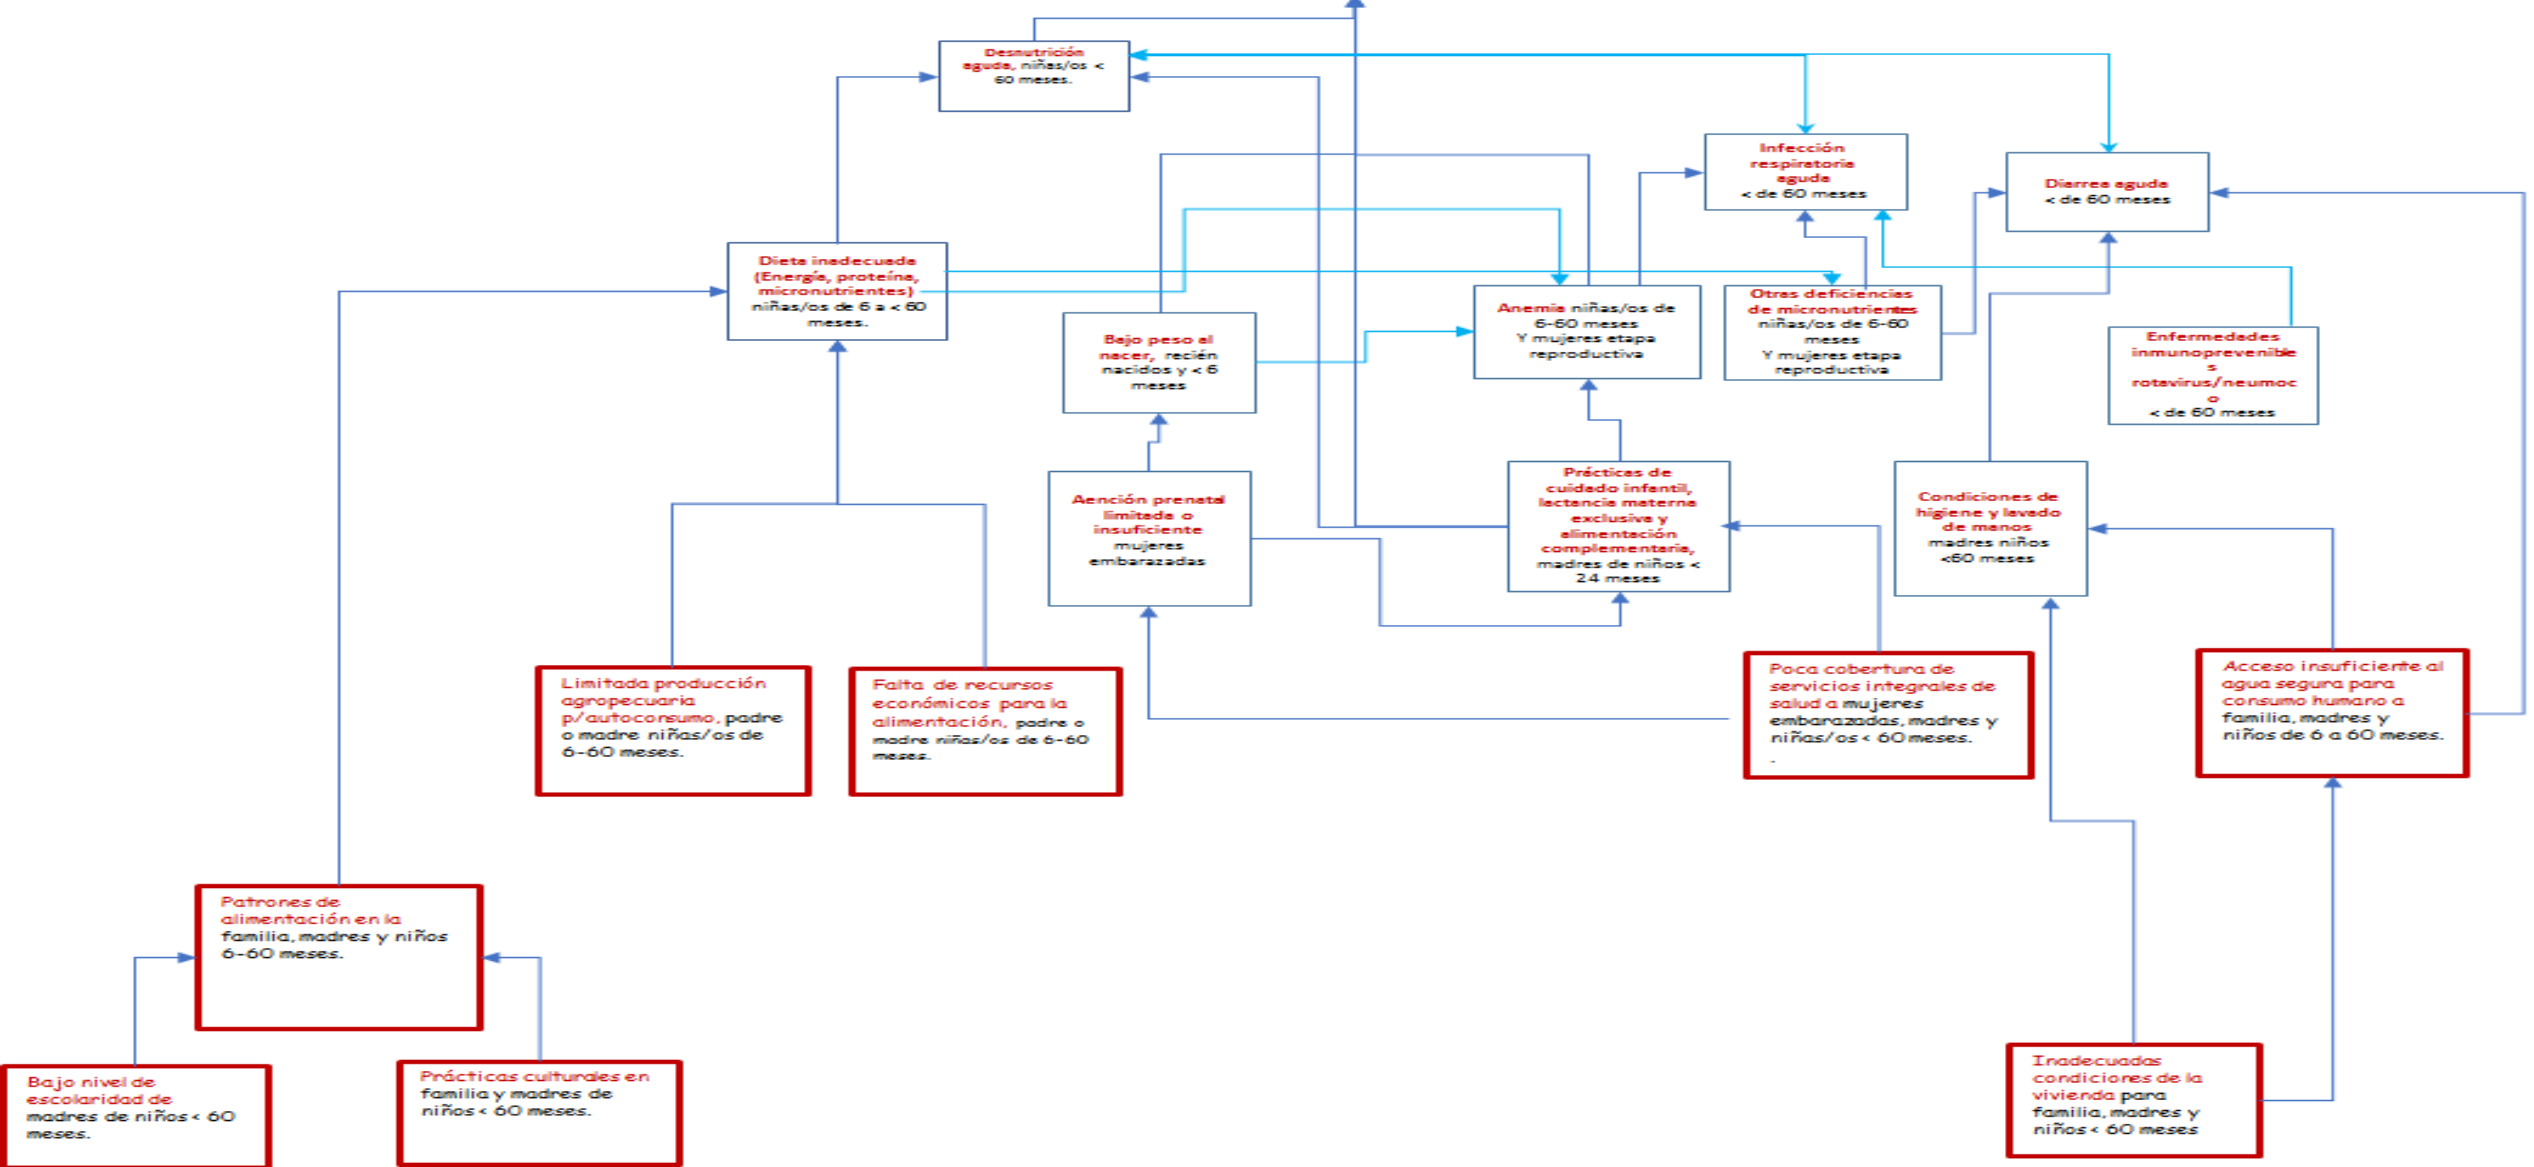 Desnutrición
aguda, niñas/os <
60 meses.
Infección
respiratoria
aguda
< de 60 meses
Diarrea aguda
< de 60 meses
Dieta inadecuada
(Energía, proteína,
micronutrientes)
niñas/os de 6 a < 60
meses.
Bajo peso al
nacer, recién
nacidos y < 6
meses
Anemia niñas/os de
6-60 meses
Y mujeres etapa
reproductiva
Otras deficiencias
de micronutrientes
niñas/os de 6-60
meses
Y mujeres etapa
reproductiva
Enfermedades
inmunoprevenible
s
rotavirus/neumoc
o
< de 60 meses
Aención prenatal
limitada o
insuficiente
mujeres
embarazadas
Prácticas de
cuidado infantil,
lactancia materna
exclusiva y
alimentación
complementaria,
madres de niños <
24 meses
Condiciones de
higiene y lavado
de manos
madres niños
<60 meses
Limitada producción
agropecuaria
p/autoconsumo, padre
o madre niñas/os de
6-60 meses.
Falta de recursos
económicos para la
alimentación, padre o
madre niñas/os de 6-60
meses.
Poca cobertura de
servicios integrales de
salud a mujeres
embarazadas, madres y
niñas/os < 60 meses.
.
Acceso insuficiente al
agua segura para
consumo humano a
familia, madres y
niños de 6 a 60 meses.
Patrones de
alimentación en la
familia, madres y niños
6-60 meses.
Bajo nivel de
escolaridad de
madres de niños < 60
meses.
Prácticas culturales en
familia y madres de
niños < 60 meses.
Inadecuadas
condiciones de la
vivienda para
familia, madres y
niños < 60 meses